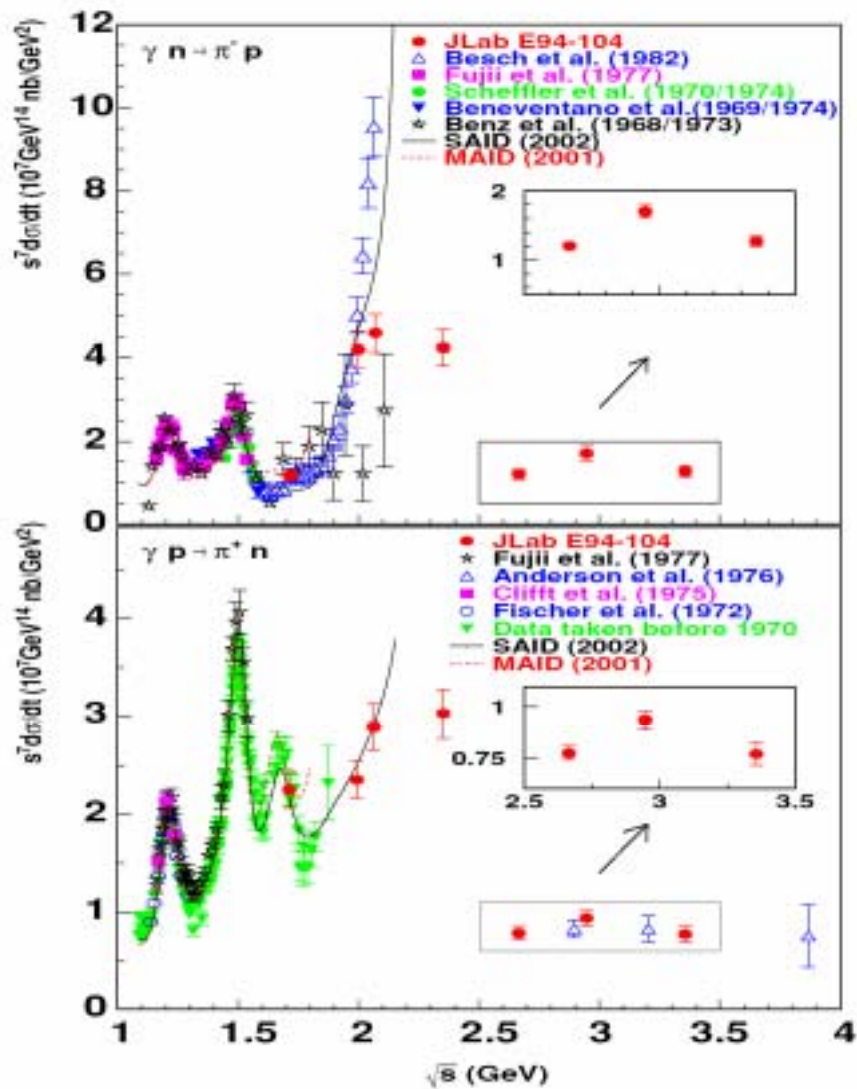 12
10
8
6
4
2
0
s⁷dσ/dt (10⁷GeV¹⁴ nb/GeV²)
γ n → π⁻ p
JLab E94-104
Besch et al. (1982)
Fujii et al. (1977)
Scheffler et al. (1970/1974)
Beneventano et al.(1969/1974)
Benz et al. (1968/1973)
SAID (2002)
MAID (2001)
2
1
4
3
2
1
0
s⁷dσ/dt (10⁷GeV¹⁴ nb/GeV²)
γ p → π⁺ n
JLab E94-104
Fujii et al. (1977)
Anderson et al. (1976)
Clifft et al. (1975)
Fischer et al. (1972)
Data taken before 1970
SAID (2002)
MAID (2001)
1
0.75
2.5 3 3.5
1 1.5 2 2.5 3 3.5 4
√s (GeV)